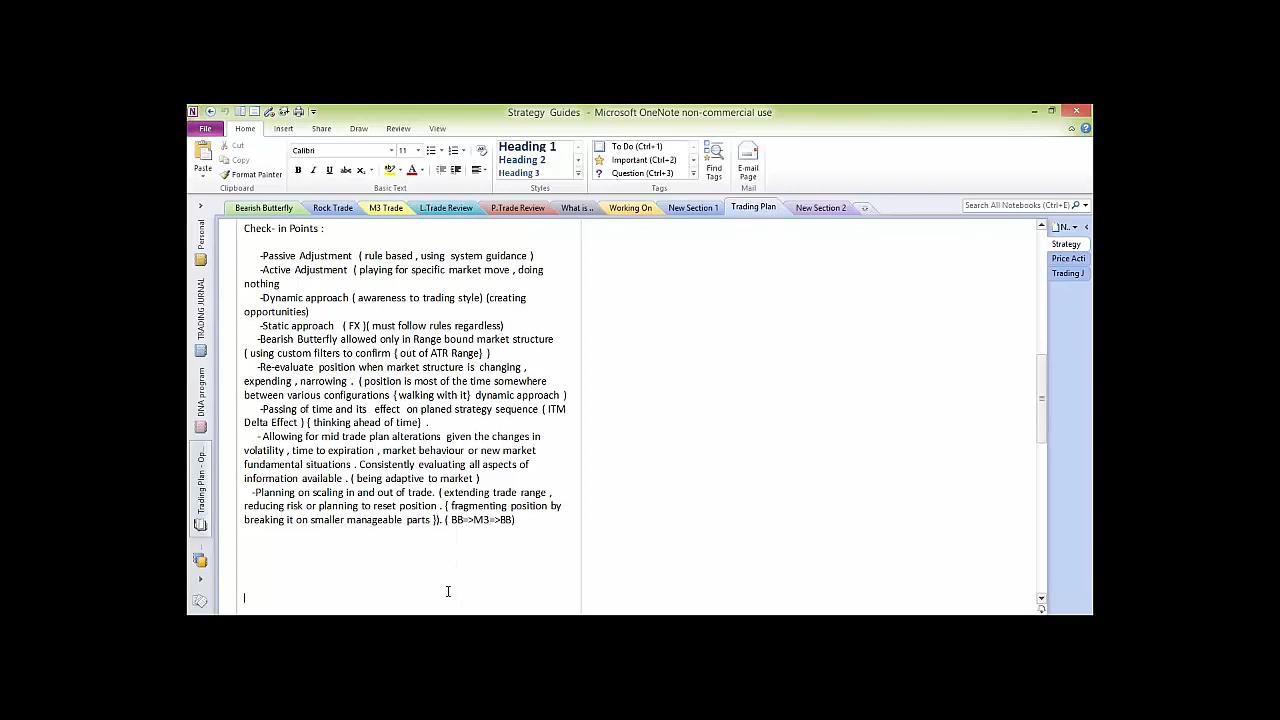 Strategy Guides - Microsoft OneNote non-commercial use
File Home Insert Share Draw Review View
Paste
Cut
Copy
Format Painter
Clipboard
Calibri 11
B I U abc x₂ A
Basic Text
Heading 1
Heading 2
Heading 3
Styles
To Do (Ctrl+1)
Important (Ctrl+2)
Question (Ctrl+3)
Tags
Find
Tags
E-mail
Page
Mail
Bearish Butterfly Rock Trade M3 Trade L.Trade Review P.Trade Review What is .. Working On New Section 1 Trading Plan New Section 2
Search All Notebooks (Ctrl+E)
Personal
TRADING JURNAL
DNA program
Trading Plan - Op...
Check- in Points :
-Passive Adjustment ( rule based , using system guidance )
-Active Adjustment ( playing for specific market move , doing
nothing
-Dynamic approach ( awareness to trading style) (creating
opportunities)
-Static approach ( FX )( must follow rules regardless)
-Bearish Butterfly allowed only in Range bound market structure
( using custom filters to confirm { out of ATR Range} )
-Re-evaluate position when market structure is changing ,
expending , narrowing . ( position is most of the time somewhere
between various configurations {walking with it} dynamic approach )
-Passing of time and its effect on planed strategy sequence ( ITM
Delta Effect ) { thinking ahead of time} .
- Allowing for mid trade plan alterations given the changes in
volatility , time to expiration , market behaviour or new market
fundamental situations . Consistently evaluating all aspects of
information available . ( being adaptive to market )
-Planning on scaling in and out of trade. ( extending trade range ,
reducing risk or planning to reset position . { fragmenting position by
breaking it on smaller manageable parts }). ( BB=>M3=>BB)
N..
Strategy
Price Acti
Trading J